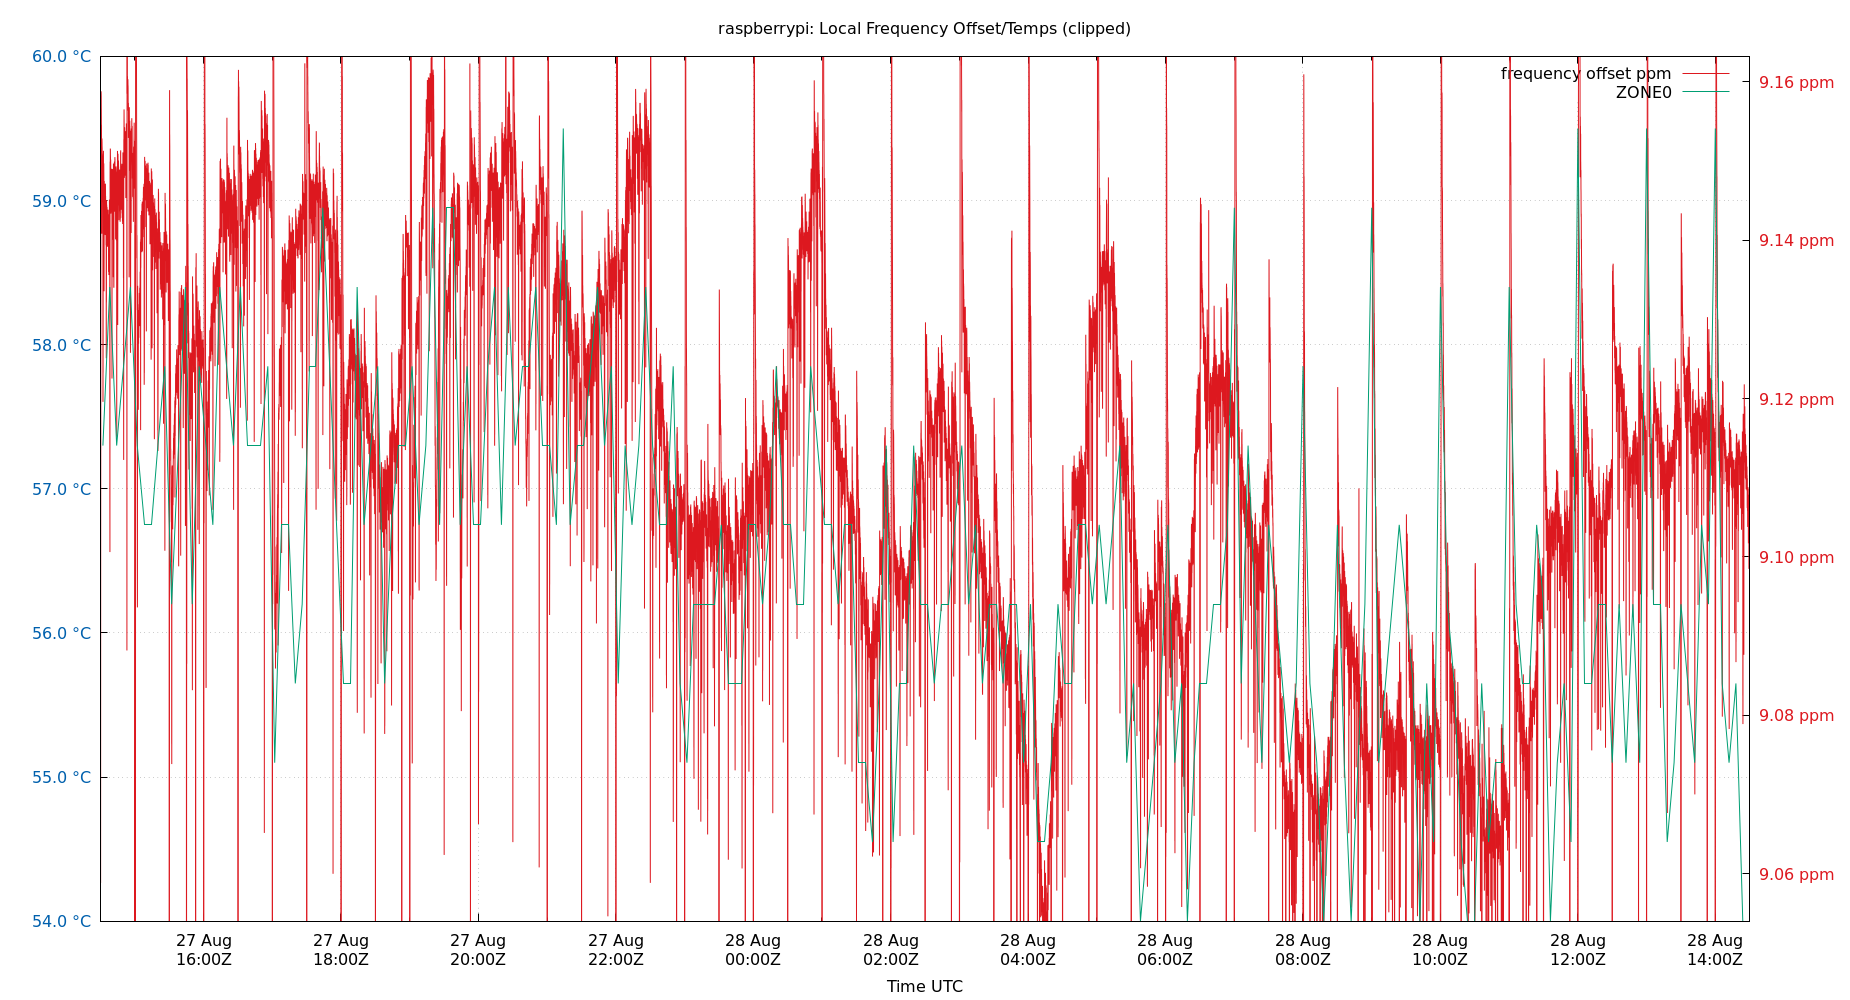 raspberrypi: Local Frequency Offset/Temps (clipped)
60.0 °C
59.0 °C
58.0 °C
57.0 °C
56.0 °C
55.0 °C
54.0 °C
frequency offset ppm
ZONE0
9.16 ppm
9.14 ppm
9.12 ppm
9.10 ppm
9.08 ppm
9.06 ppm
27 Aug
16:00Z
27 Aug
18:00Z
27 Aug
20:00Z
27 Aug
22:00Z
28 Aug
00:00Z
28 Aug
02:00Z
28 Aug
04:00Z
28 Aug
06:00Z
28 Aug
08:00Z
28 Aug
10:00Z
28 Aug
12:00Z
28 Aug
14:00Z
Time UTC